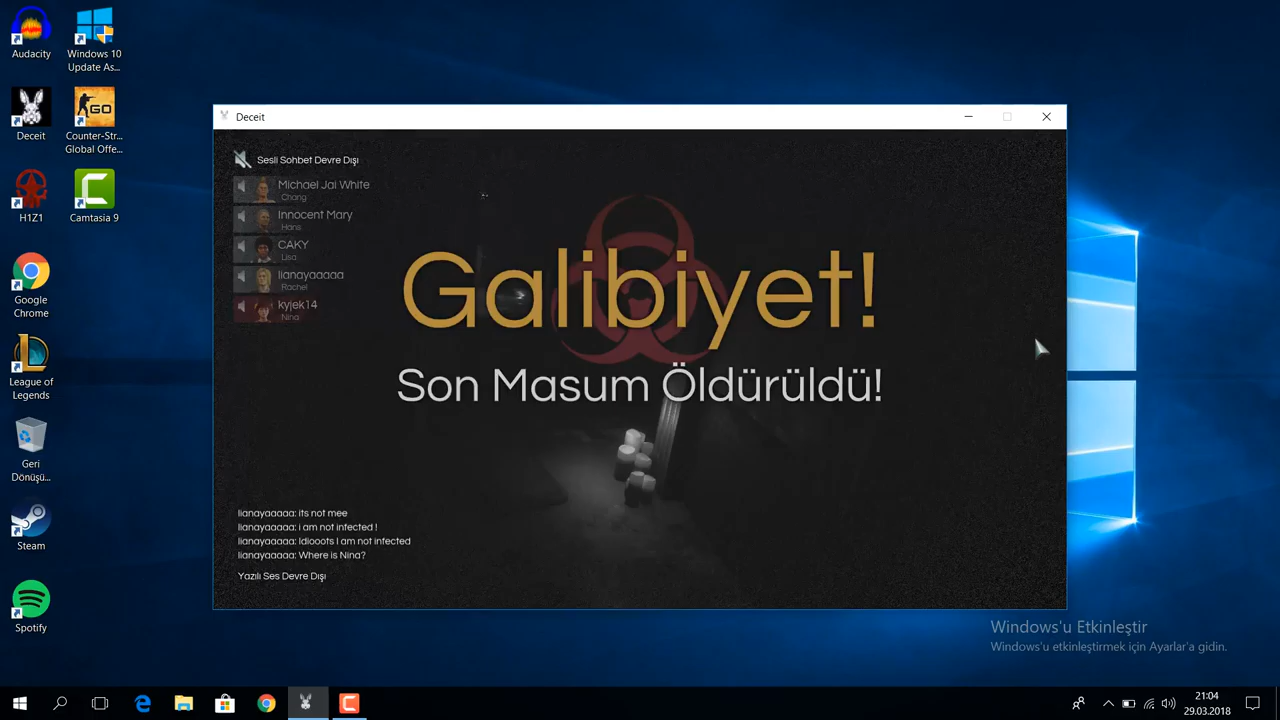 Audacity
Windows 10
Update As...
Deceit
Counter-Str...
Global Offe...
H1Z1
Camtasia 9
Google
Chrome
League of
Legends
Geri
Dönüşü...
Steam
Spotify
Deceit
Sesli Sohbet Devre Dışı
Michael Jai White
Chang
Innocent Mary
Hans
CAKY
Lisa
lianayaaaaa
Rachel
kyjek14
Nina
Galibiyet!
Son Masum Öldürüldü!
lianayaaaaa: its not mee
lianayaaaaa: i am not infected !
lianayaaaaa: Idiooots I am not infected
lianayaaaaa: Where is Nina?
Yazılı Ses Devre Dışı
Windows'u Etkinleştir
Windows'u etkinleştirmek için Ayarlar'a gidin.
21:04
29.03.2018